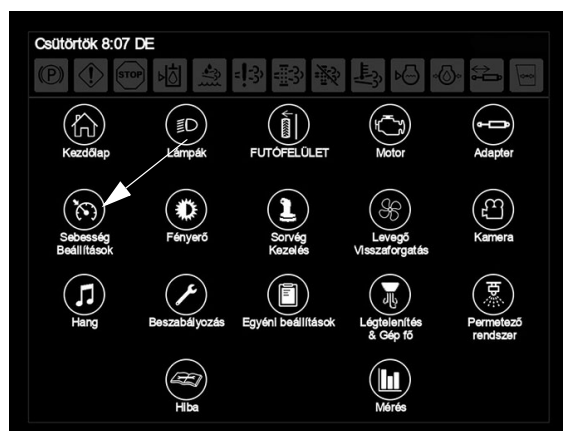 Csütörtök 8:07 DE
(P) STOP
Kezdőlap Lámpák FUTÓFELÜLET Motor Adapter
Sebesség Fényerő Sorvég Levegő Kamera
Beállítások Kezelés Visszaforgatás
Hang Beszabályozás Egyéni beállítások Légtelenítés Permetező
& Gép fő rendszer
Hiba Mérés